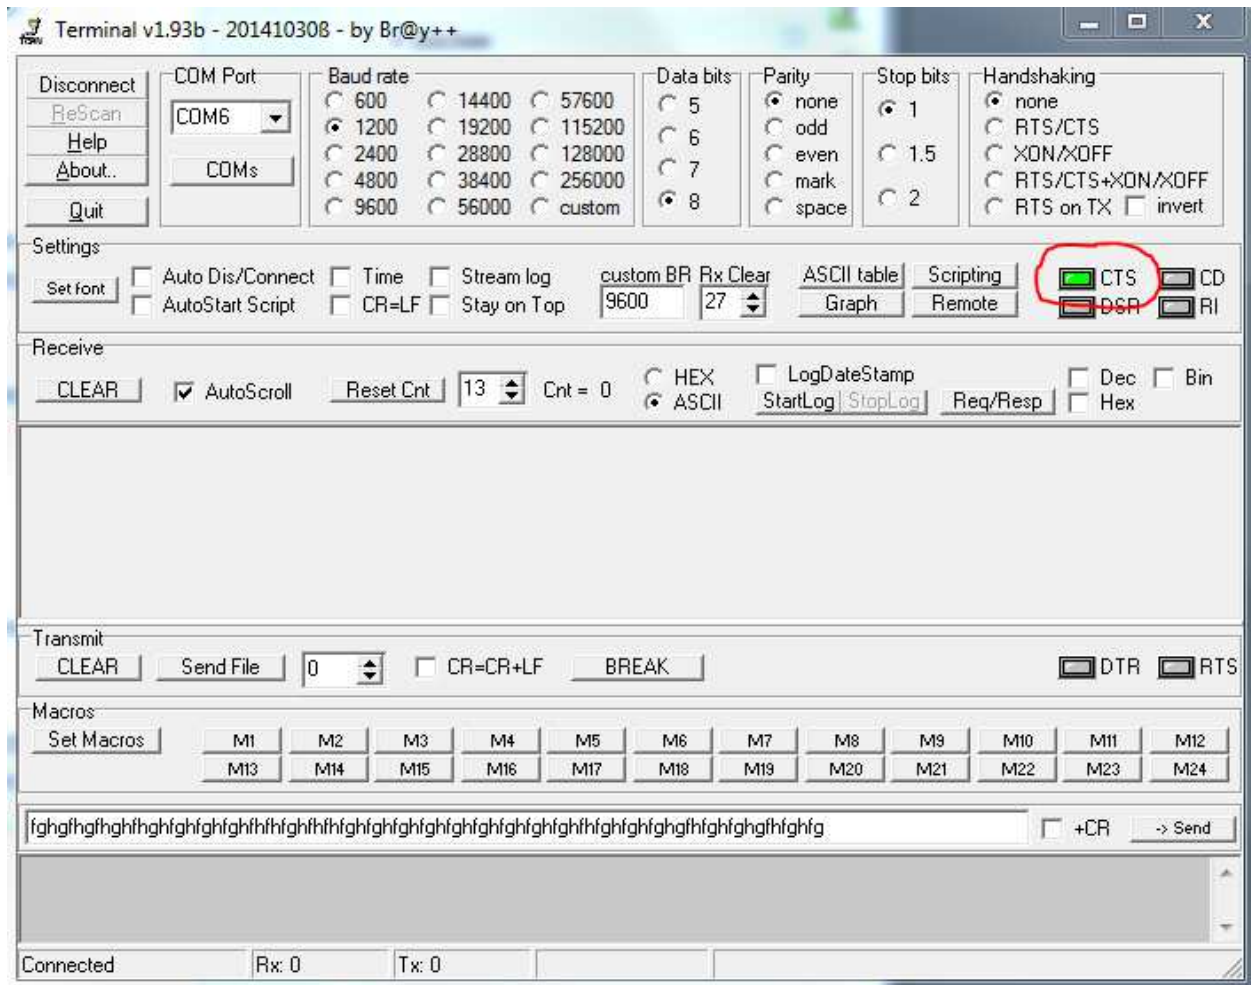 Terminal v1.93b - 20141030ß - by Br@y++
Disconnect
ReScan
Help
About..
Quit
COM Port
COM6
COMs
Baud rate
600 14400 57600
1200 19200 115200
2400 28800 128000
4800 38400 256000
9600 56000 custom
Data bits
5
6
7
8
Parity
none
odd
even
mark
space
Stop bits
1
1.5
2
Handshaking
none
RTS/CTS
XON/XOFF
RTS/CTS+XON/XOFF
RTS on TX invert
Settings
Set font
Auto Dis/Connect Time Stream log
AutoStart Script CR=LF Stay on Top
custom BR Rx Clear
9600 27
ASCII table Scripting
Graph Remote
CTS CD
DSR RI
Receive
CLEAR AutoScroll Reset Cnt 13 Cnt = 0
HEX
ASCII
LogDateStamp
StartLog StopLog Req/Resp
Dec Bin
Hex
Transmit
CLEAR Send File 0 CR=CR+LF BREAK DTR RTS
Macros
Set Macros
M1 M2 M3 M4 M5 M6 M7 M8 M9 M10 M11 M12
M13 M14 M15 M16 M17 M18 M19 M20 M21 M22 M23 M24
+CR -> Send
Connected Rx: 0 Tx: 0